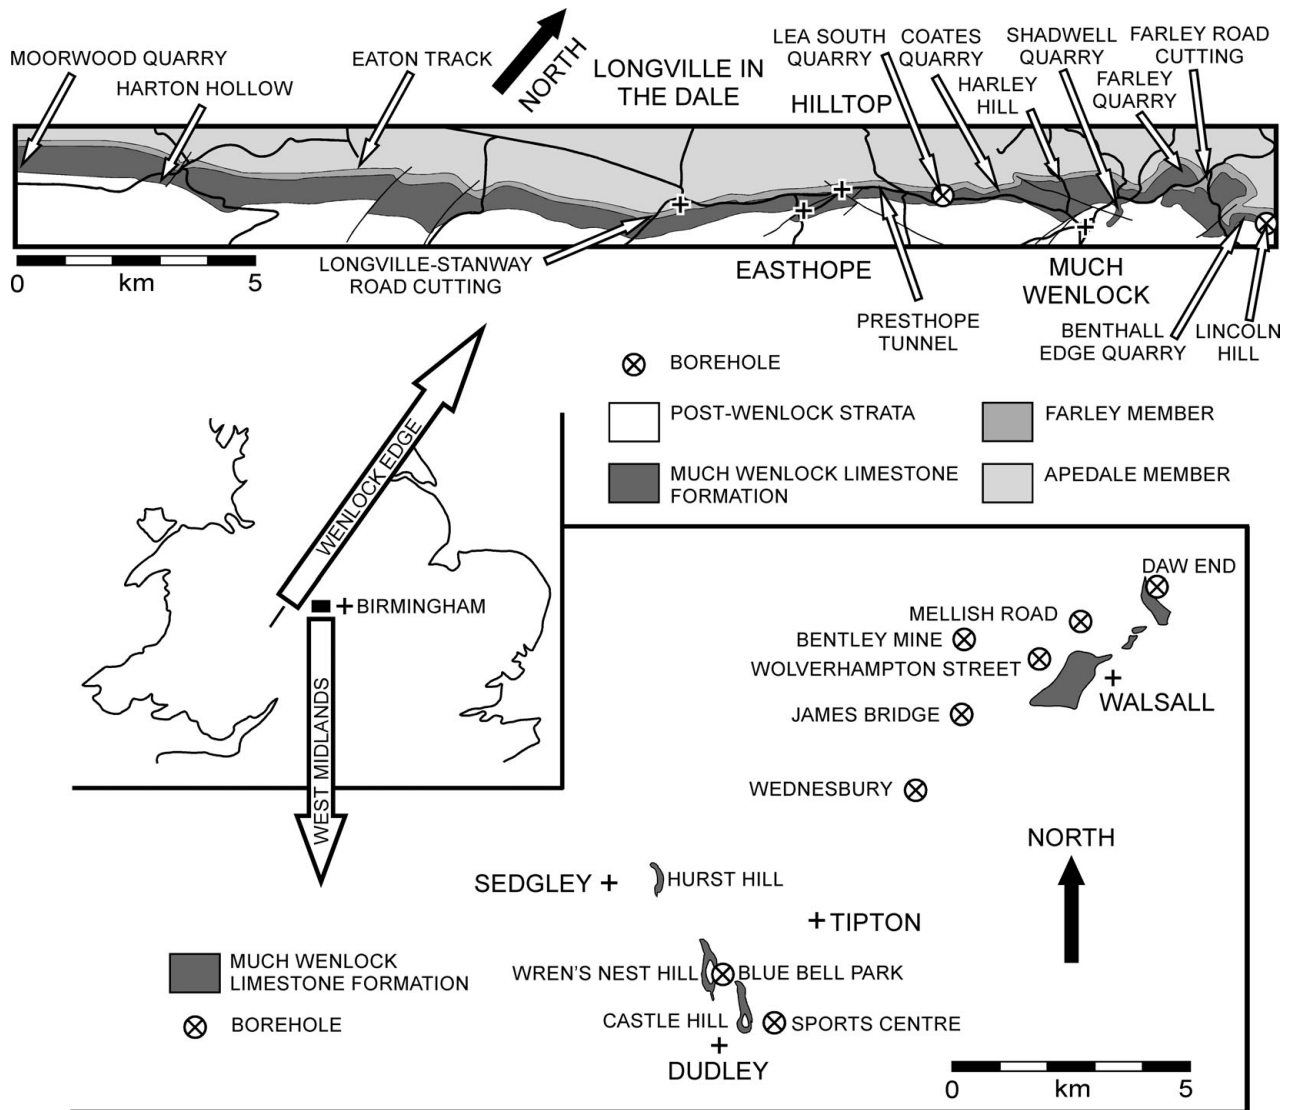 MOORWOOD QUARRY
HARTON HOLLOW
EATON TRACK
NORTH
LONGVILLE IN
THE DALE
HILLTOP
LEA SOUTH
QUARRY
COATES
QUARRY
HARLEY
HILL
SHADWELL
QUARRY
FARLEY
QUARRY
FARLEY ROAD
CUTTING
0
km
5
LONGVILLE-STANWAY
ROAD CUTTING
EASTHOPE
PRESTHOPE
TUNNEL
MUCH
WENLOCK
BENTHALL
EDGE QUARRY
LINCOLN
HILL
BOREHOLE
POST-WENLOCK STRATA
FARLEY MEMBER
MUCH WENLOCK LIMESTONE
FORMATION
APEDALE MEMBER
WENLOCK EDGE
BIRMINGHAM
WEST MIDLANDS
DAW END
MELLISH ROAD
BENTLEY MINE
WOLVERHAMPTON STREET
WALSALL
JAMES BRIDGE
WEDNESBURY
NORTH
SEDGLEY
HURST HILL
TIPTON
MUCH WENLOCK
LIMESTONE FORMATION
BOREHOLE
WREN'S NEST HILL
BLUE BELL PARK
CASTLE HILL
SPORTS CENTRE
DUDLEY
0
km
5